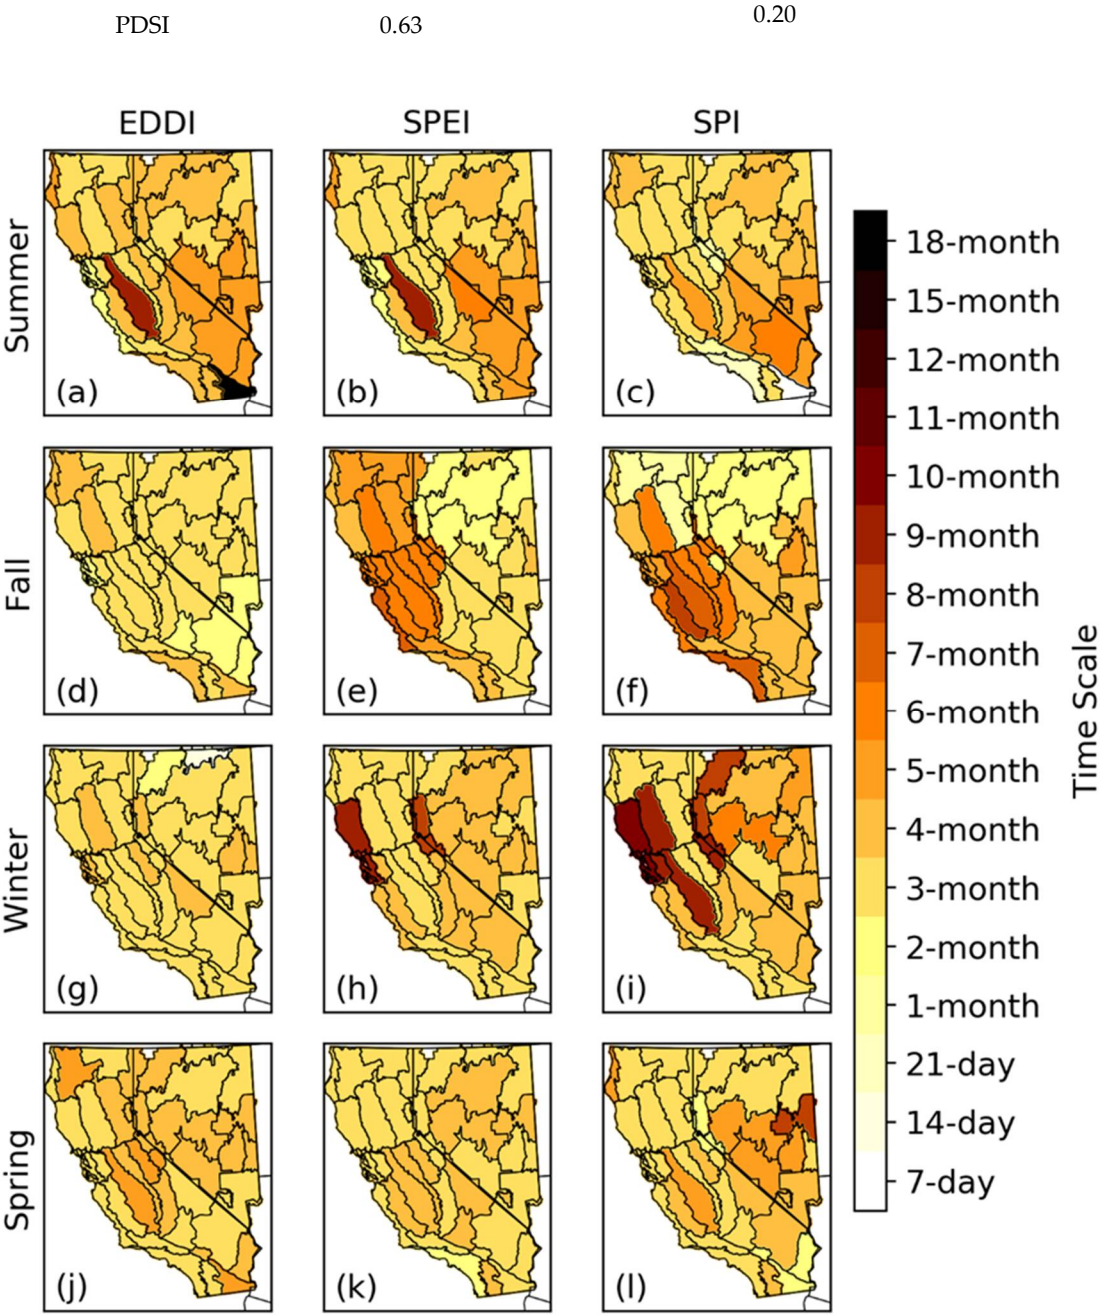 PDSI 0.63 0.20
EDDI SPEI SPI
Summer
(a) (b) (c)
Fall
(d) (e) (f)
Winter
(g) (h) (i)
Spring
(j) (k) (l)
18-month
15-month
12-month
11-month
10-month
9-month
8-month
7-month
6-month
5-month
4-month
3-month
2-month
1-month
21-day
14-day
7-day
Time Scale